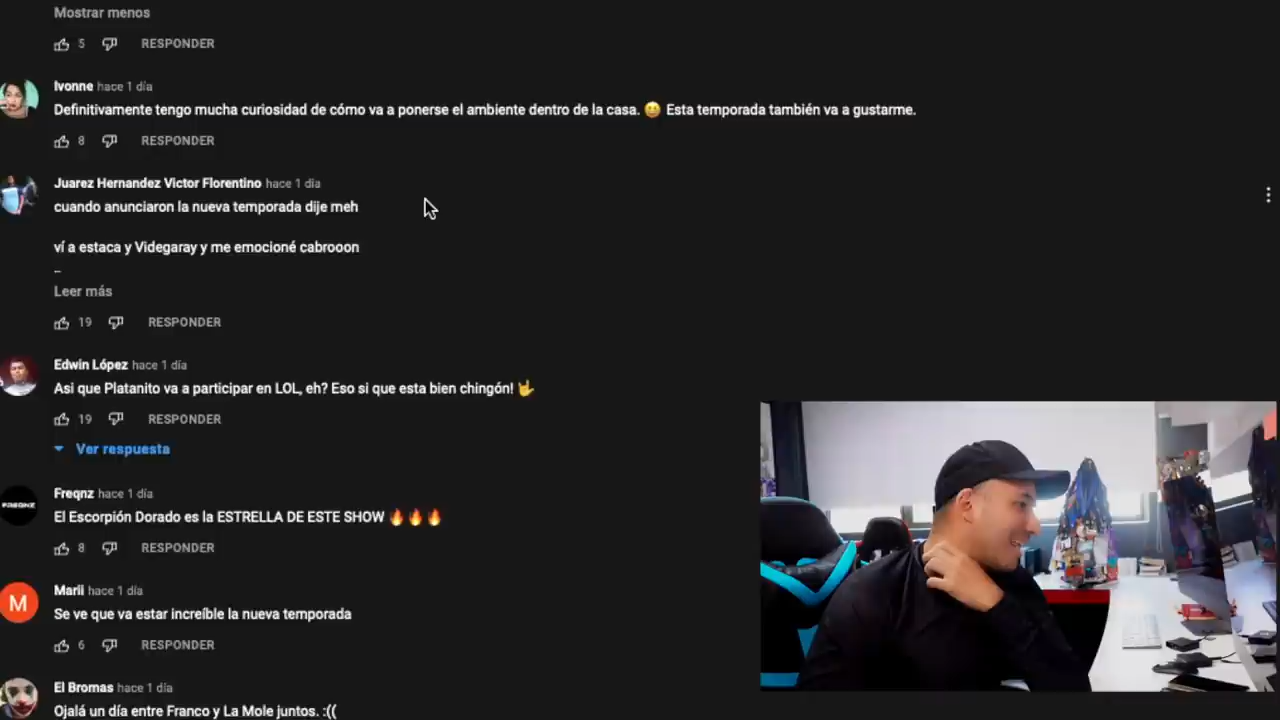 Mostrar menos
5 RESPONDER
Ivonne hace 1 día
Definitivamente tengo mucha curiosidad de cómo va a ponerse el ambiente dentro de la casa. 😆 Esta temporada también va a gustarme.
8 RESPONDER
Juarez Hernandez Victor Florentino hace 1 día
cuando anunciaron la nueva temporada dije meh
ví a estaca y Videgaray y me emocioné cabrooon
..
Leer más
19 RESPONDER
Edwin López hace 1 día
Asi que Platanito va a participar en LOL, eh? Eso si que esta bien chingón! 🤟
19 RESPONDER
Ver respuesta
Freqnz hace 1 día
El Escorpión Dorado es la ESTRELLA DE ESTE SHOW 🔥🔥🔥
8 RESPONDER
M
Marii hace 1 día
Se ve que va estar increíble la nueva temporada
6 RESPONDER
El Bromas hace 1 día
Ojalá un día entre Franco y La Mole juntos. :((